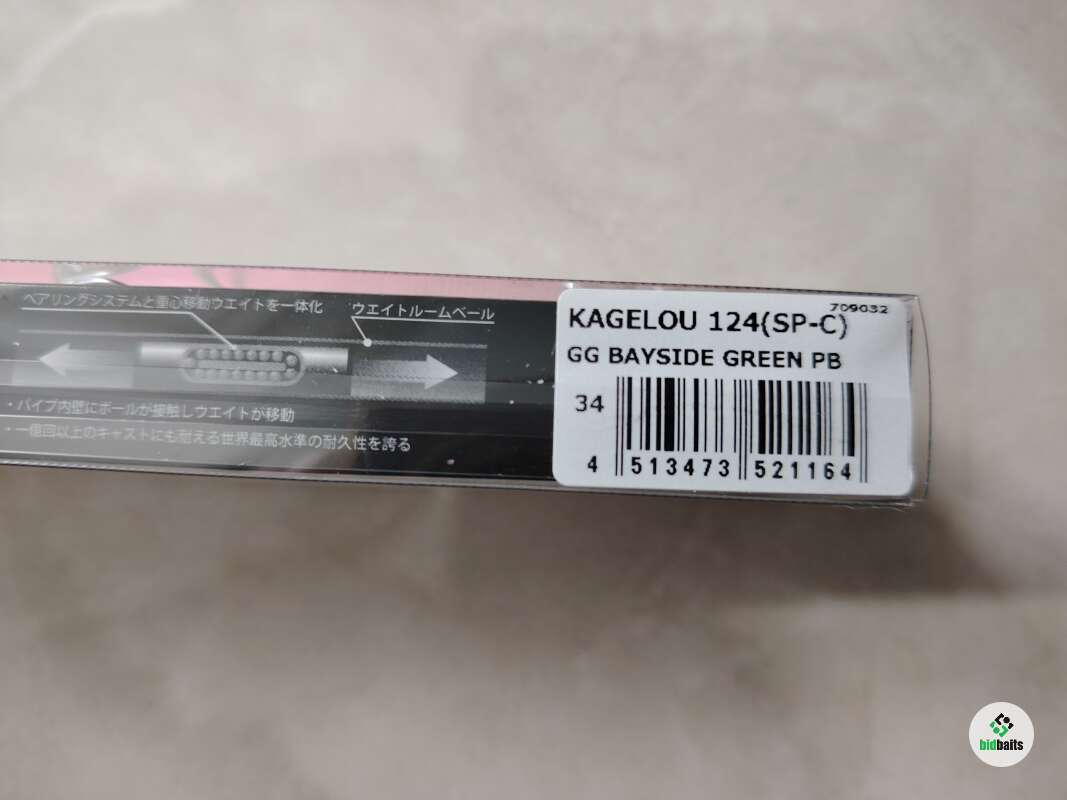 ベアリングシステムと重心移動ウエイトを一体化
ウエイトルームベール
・パイプ内壁にボールが接触しウエイトが移動
・一億回以上のキャストにも耐える世界最高水準の耐久性を誇る
709032
KAGELOU 124(SP-C)
GG BAYSIDE GREEN PB
34
4 513473 521164
bidbaits